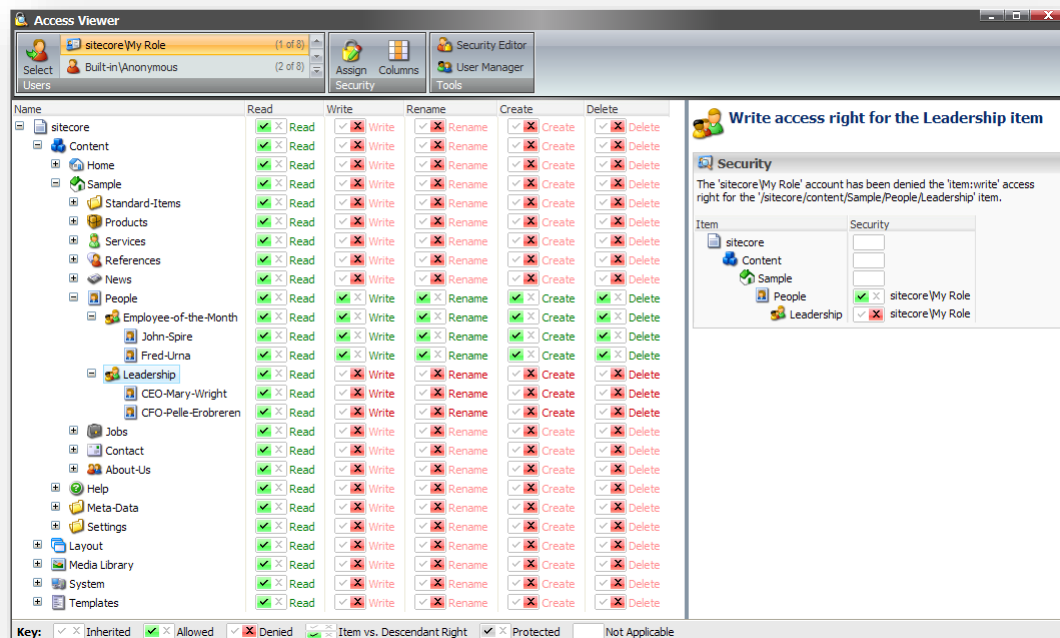 Access Viewer
sitecore\My Role (1 of 8)
Built-in\Anonymous (2 of 8)
Select
Users
Assign Columns
Security
Security Editor
User Manager
Tools
Name Read Write Rename Create Delete
sitecore Read Write Rename Create Delete
Content Read Write Rename Create Delete
Home Read Write Rename Create Delete
Sample Read Write Rename Create Delete
Standard-Items Read Write Rename Create Delete
Products Read Write Rename Create Delete
Services Read Write Rename Create Delete
References Read Write Rename Create Delete
News Read Write Rename Create Delete
People Read Write Rename Create Delete
Employee-of-the-Month Read Write Rename Create Delete
John-Spire Read Write Rename Create Delete
Fred-Urna Read Write Rename Create Delete
Leadership Read Write Rename Create Delete
CEO-Mary-Wright Read Write Rename Create Delete
CFO-Pelle-Erobreren Read Write Rename Create Delete
Jobs Read Write Rename Create Delete
Contact Read Write Rename Create Delete
About-Us Read Write Rename Create Delete
Help Read Write Rename Create Delete
Meta-Data Read Write Rename Create Delete
Settings Read Write Rename Create Delete
Layout Read Write Rename Create Delete
Media Library Read Write Rename Create Delete
System Read Write Rename Create Delete
Templates Read Write Rename Create Delete
Write access right for the Leadership item
Security
The 'sitecore\My Role' account has been denied the 'item:write' access
right for the '/sitecore/content/Sample/People/Leadership' item.
Item Security
sitecore
Content
Sample
People sitecore\My Role
Leadership sitecore\My Role
Key: Inherited Allowed Denied Item vs. Descendant Right Protected Not Applicable